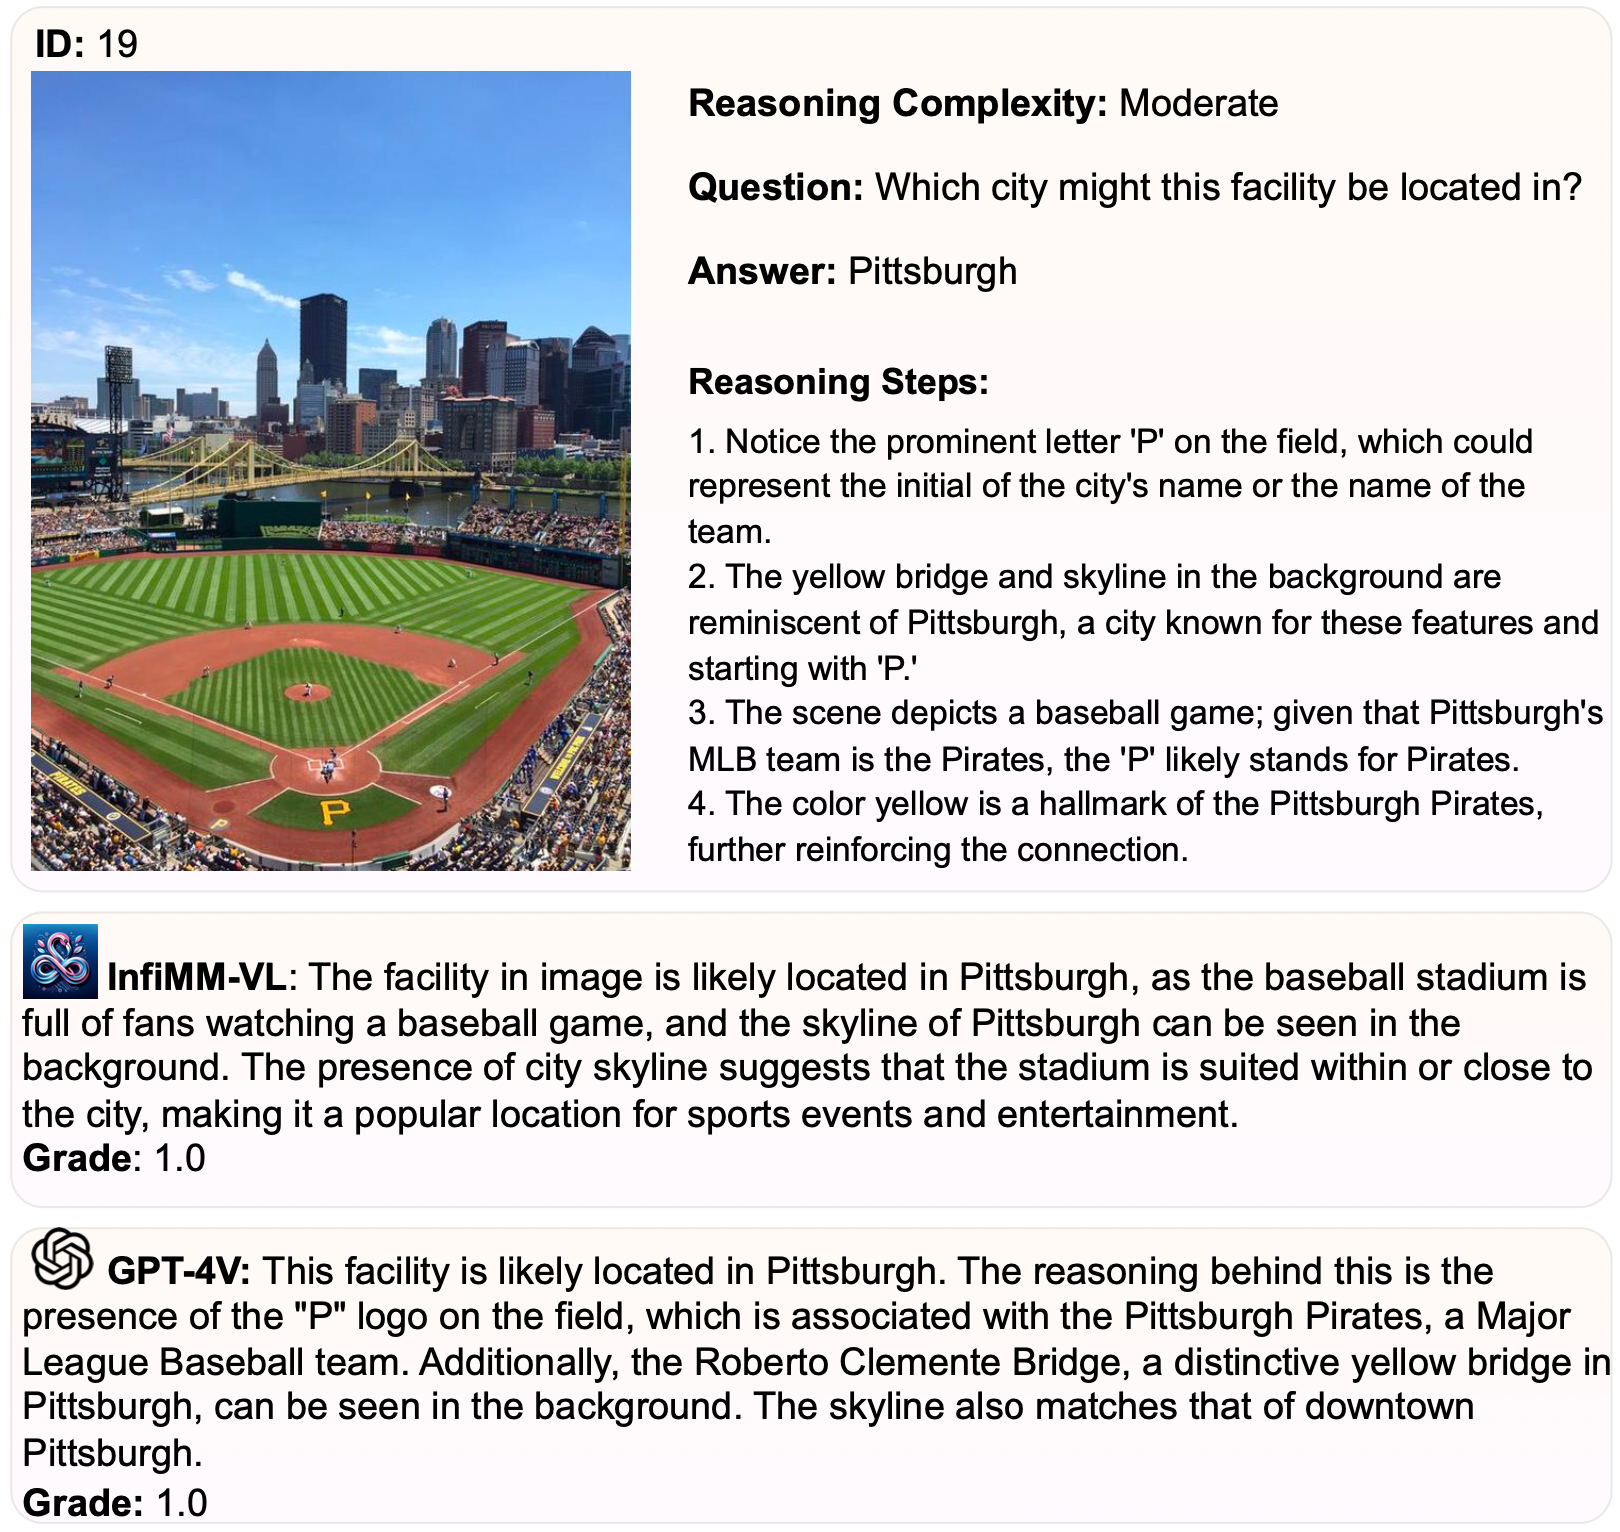 ID: 19
Reasoning Complexity: Moderate
Question: Which city might this facility be located in?
Answer: Pittsburgh
Reasoning Steps:
1. Notice the prominent letter 'P' on the field, which could
represent the initial of the city's name or the name of the
team.
2. The yellow bridge and skyline in the background are
reminiscent of Pittsburgh, a city known for these features and
starting with 'P.'
3. The scene depicts a baseball game; given that Pittsburgh's
MLB team is the Pirates, the 'P' likely stands for Pirates.
4. The color yellow is a hallmark of the Pittsburgh Pirates,
further reinforcing the connection.
PIRATES
P
P
InfiMM-VL: The facility in image is likely located in Pittsburgh, as the baseball stadium is
full of fans watching a baseball game, and the skyline of Pittsburgh can be seen in the
background. The presence of city skyline suggests that the stadium is suited within or close to
the city, making it a popular location for sports events and entertainment.
Grade: 1.0
GPT-4V: This facility is likely located in Pittsburgh. The reasoning behind this is the
presence of the "P" logo on the field, which is associated with the Pittsburgh Pirates, a Major
League Baseball team. Additionally, the Roberto Clemente Bridge, a distinctive yellow bridge in
Pittsburgh, can be seen in the background. The skyline also matches that of downtown
Pittsburgh.
Grade: 1.0